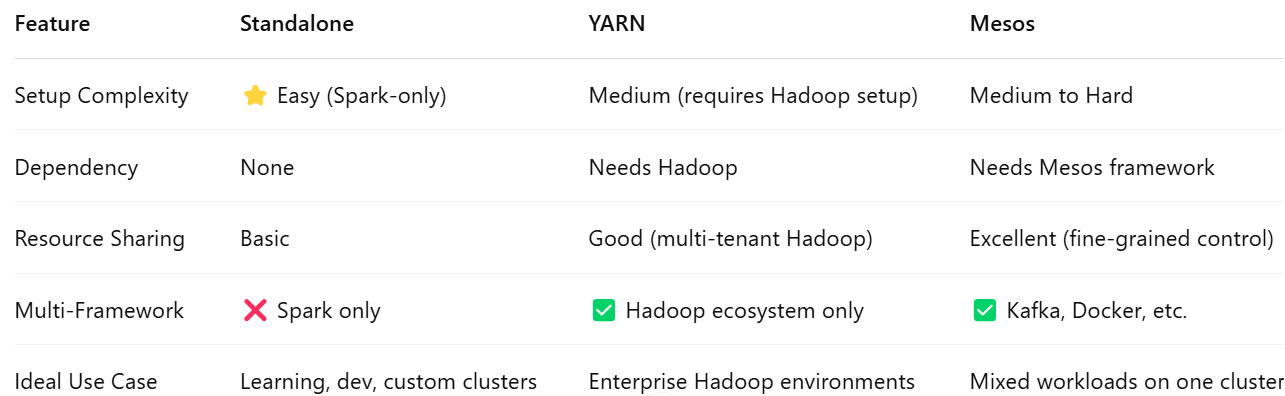 Feature Standalone YARN Mesos
Setup Complexity ⭐ Easy (Spark-only) Medium (requires Hadoop setup) Medium to Hard
Dependency None Needs Hadoop Needs Mesos framework
Resource Sharing Basic Good (multi-tenant Hadoop) Excellent (fine-grained control)
Multi-Framework ❌ Spark only ✅ Hadoop ecosystem only ✅ Kafka, Docker, etc.
Ideal Use Case Learning, dev, custom clusters Enterprise Hadoop environments Mixed workloads on one cluster